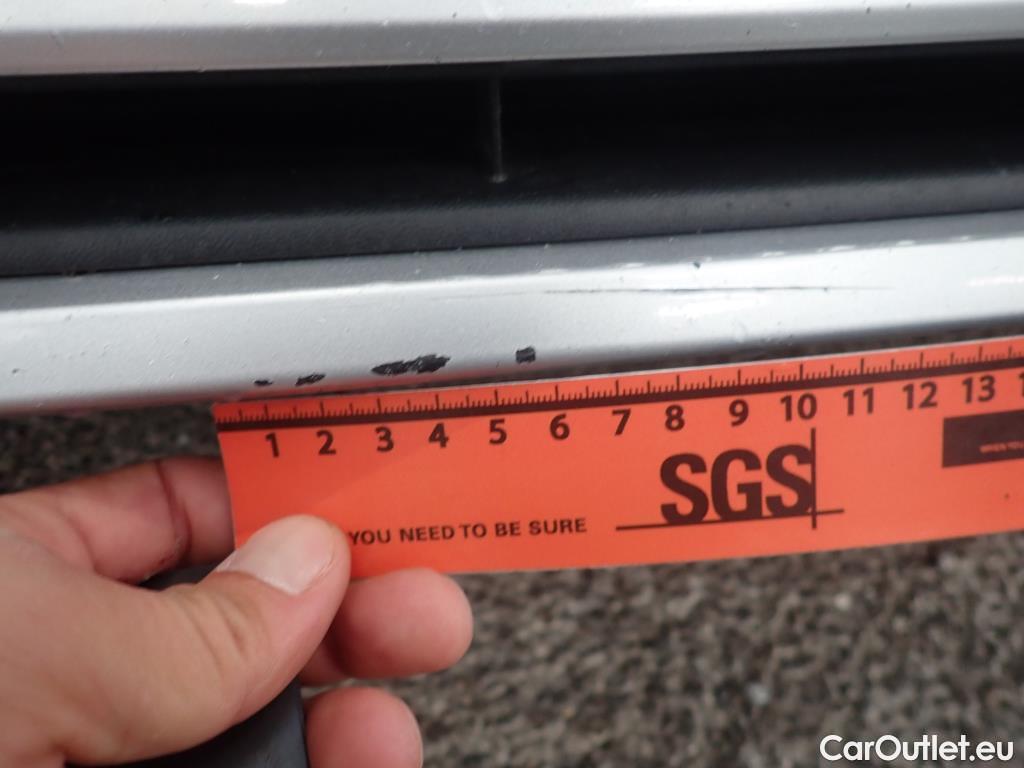 1 2 3 4 5 6 7 8 9 10 11 12 13
SGS
YOU NEED TO BE SURE
CarOutlet.eu